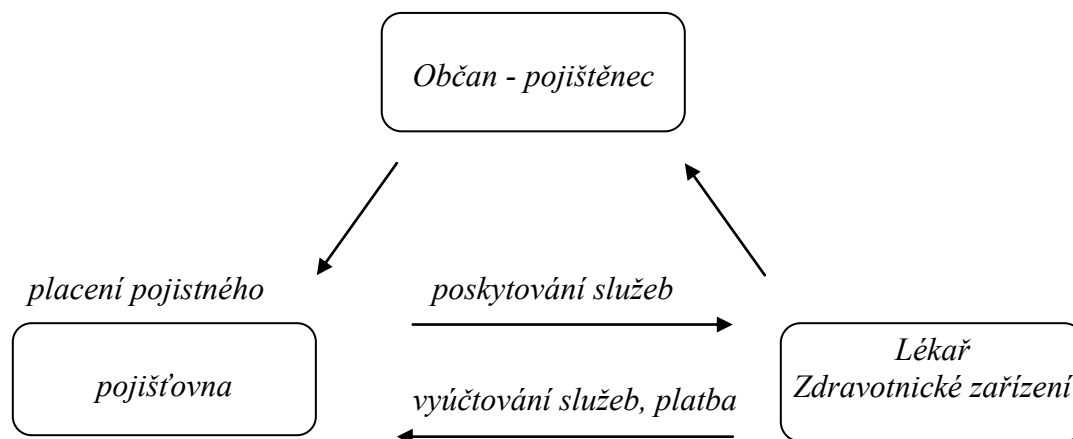 Občan - pojištěnec
placení pojistného
poskytování služeb
pojišťovna
vyúčtování služeb, platba
Lékař
Zdravotnické zařízení